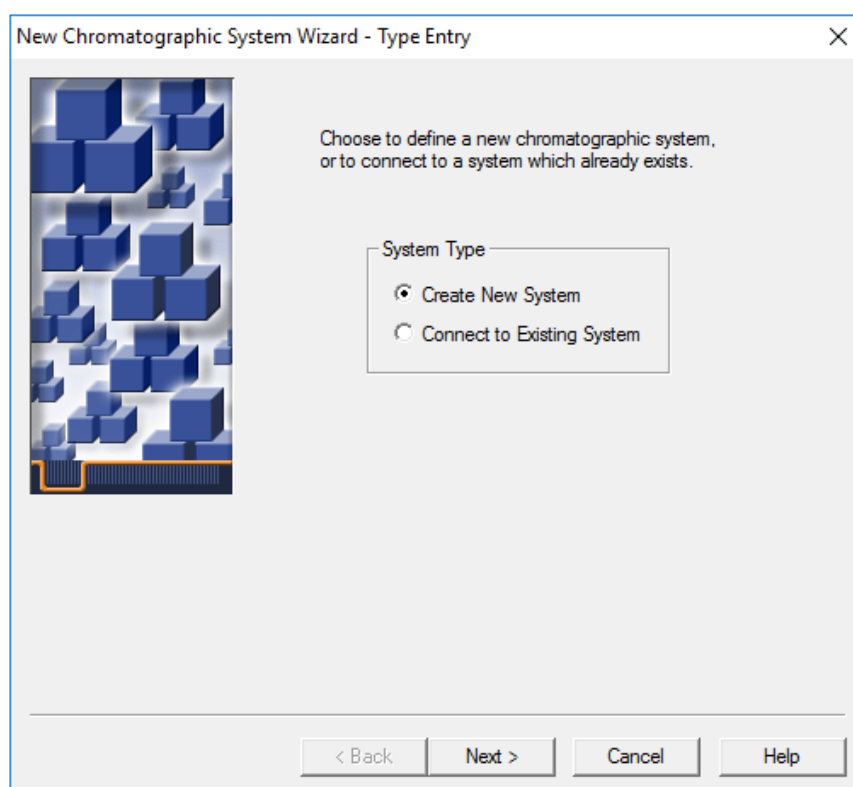 New Chromatographic System Wizard - Type Entry
Choose to define a new chromatographic system,
or to connect to a system which already exists.
System Type
Create New System
Connect to Existing System
< Back
Next >
Cancel
Help